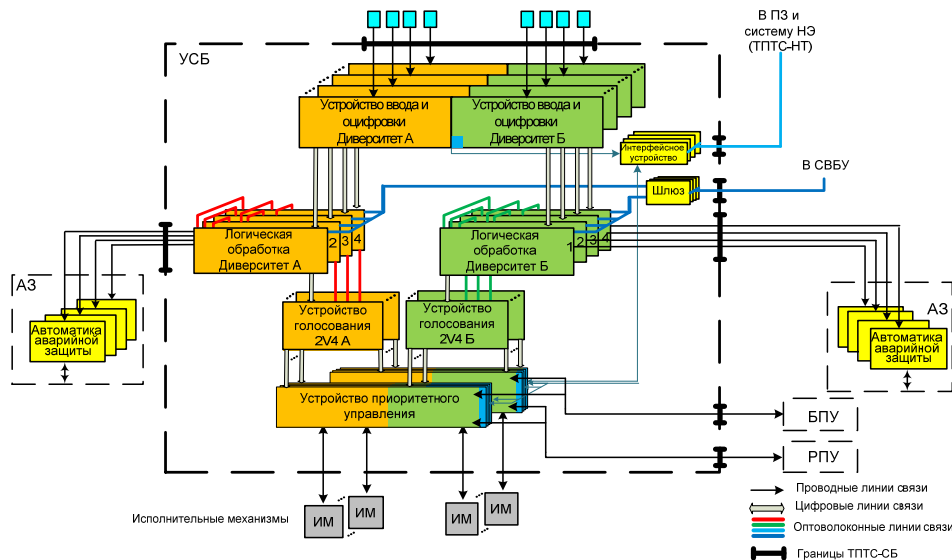 В ПЗ и
систему НЭ
(ТПТС-НТ)
УСБ
Устройство ввода и
оцифровки
Диверситет А
Устройство ввода и
оцифровки
Диверситет Б
Интерфейсное
устройство
В СВБУ
Шлюз
Логическая
обработка
Диверситет А
2
3
4
Логическая
обработка
Диверситет Б
1
2
3
4
АЗ
Автоматика
аварийной
защиты
АЗ
Автоматика
аварийной
защиты
Устройство
голосования
2V4 А
Устройство
голосования
2V4 Б
Устройство приоритетного
управления
БПУ
РПУ
Исполнительные механизмы
ИМ
ИМ
ИМ
ИМ
Проводные линии связи
Цифровые линии связи
Оптоволоконные линии связи
Границы ТПТС-СБ